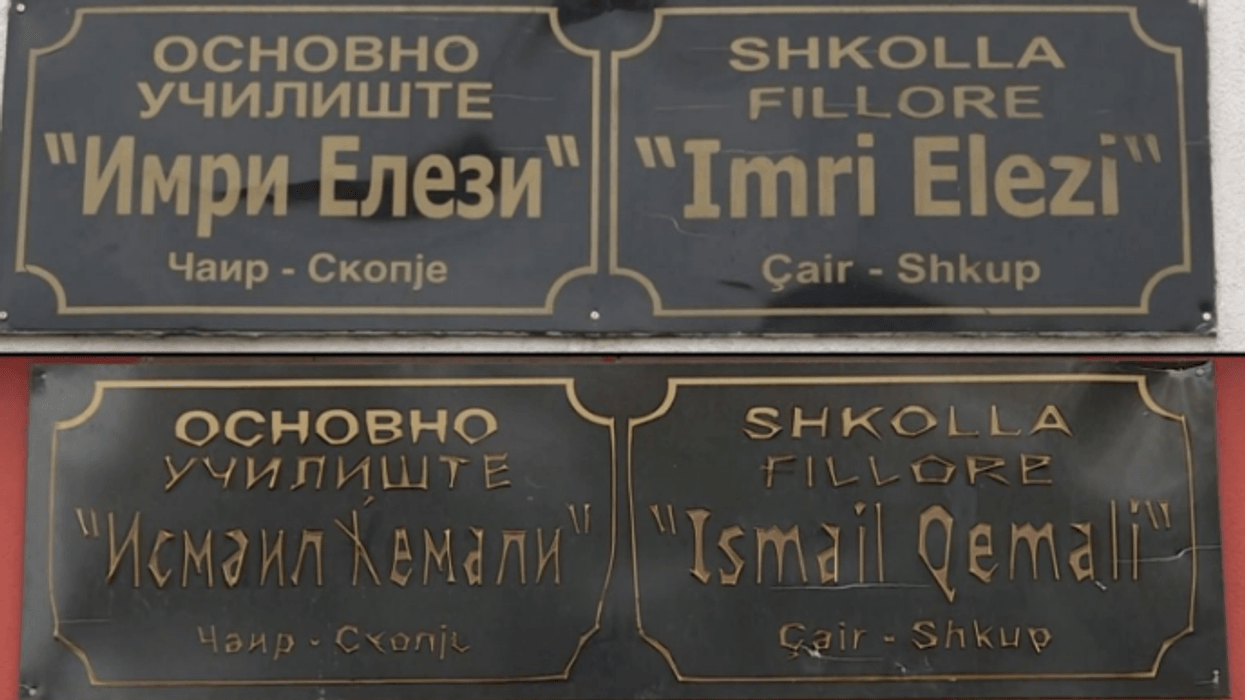 ОСНОВНО
УЧИЛИШТЕ
"Имри Елези"
Чаир - Скопје
SHKOLLA
FILLORE
"Imri Elezi"
Çair - Shkup
ОСНОВНО
УЧИЛИШТЕ
"Исмаил Ќемали"
Чаир - Скопје
SHKOLLA
FILLORE
"Ismail Qemali"
Çair - Shkup